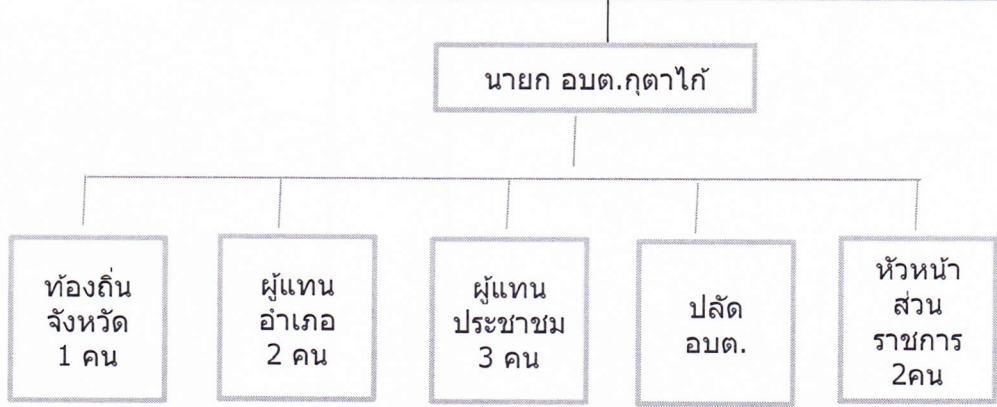 นายก อบต.กุตาไก้
ท้องถิ่น
จังหวัด
1 คน
ผู้แทน
อำเภอ
2 คน
ผู้แทน
ประชาชม
3 คน
ปลัด
อบต.
หัวหน้า
ส่วน
ราชการ
2คน